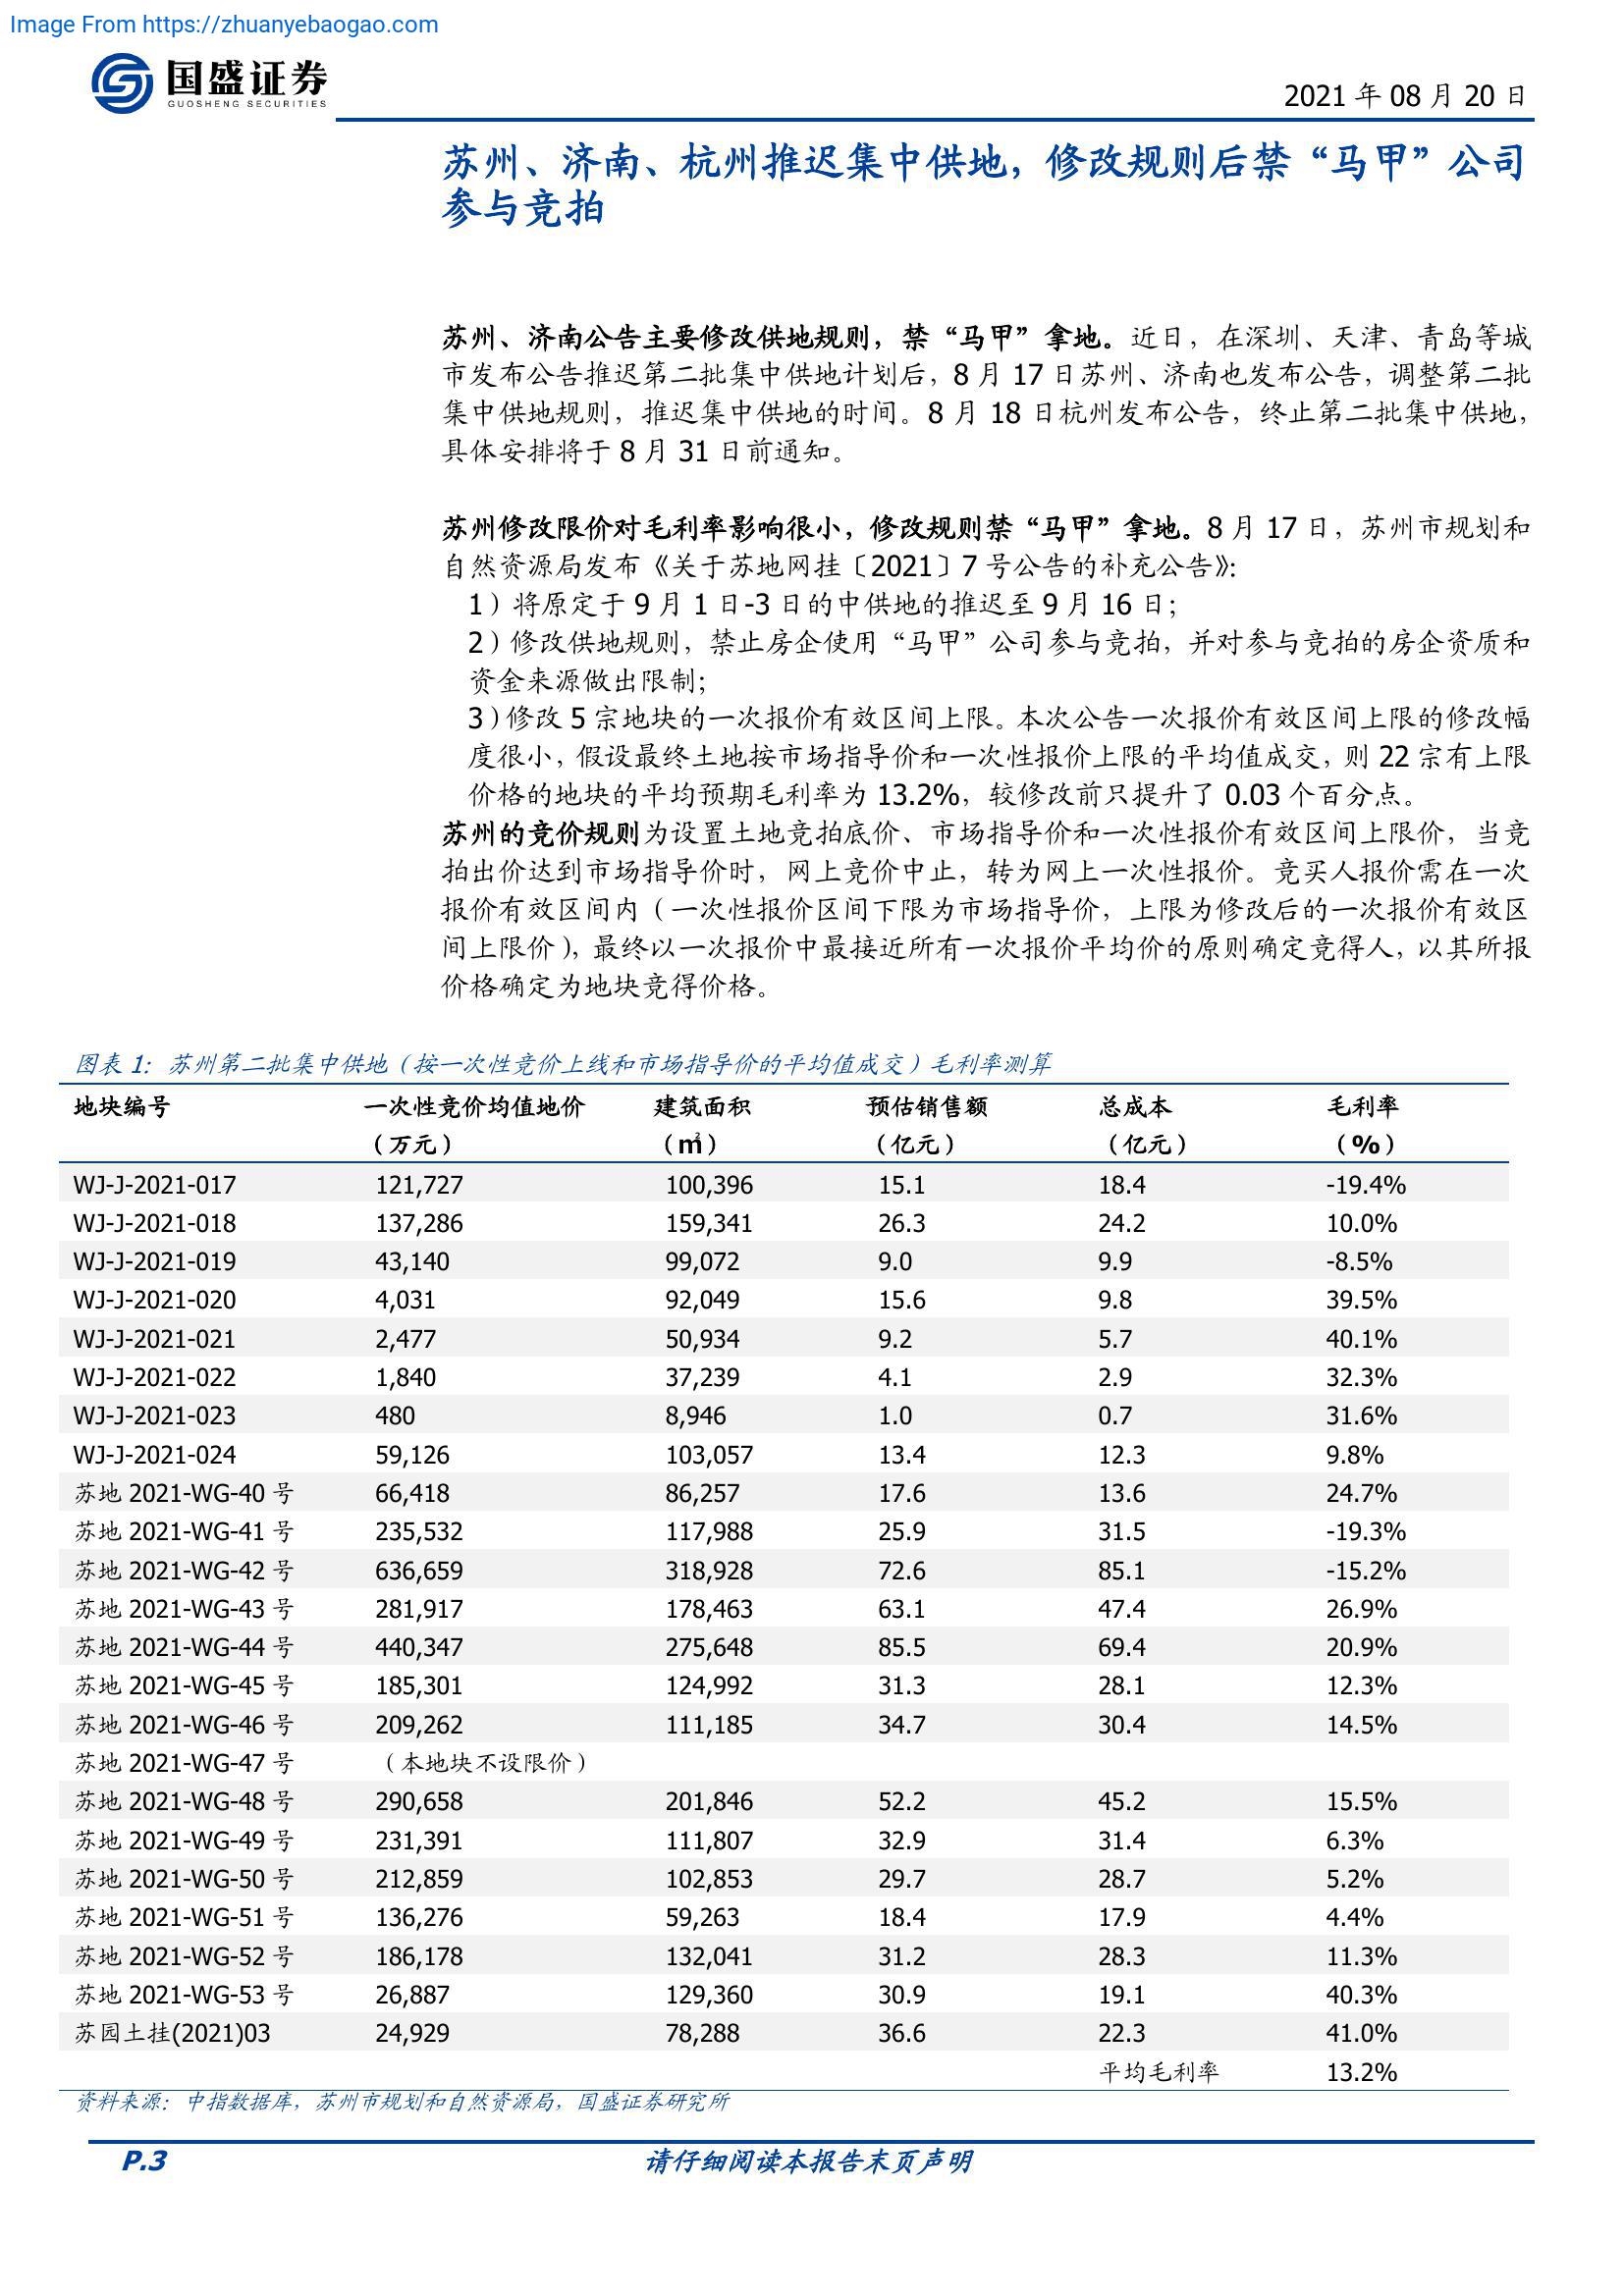 Image From https://zhuanyebaogao.com
国盛证券
GUOSHENG SECURITIES
2021 年 08 月 20 日
苏州、济南、杭州推迟集中供地，修改规则后禁“马甲”公司
参与竞拍
苏州、济南公告主要修改供地规则，禁“马甲”拿地。近日，在深圳、天津、青岛等城
市发布公告推迟第二批集中供地计划后，8 月 17 日苏州、济南也发布公告，调整第二批
集中供地规则，推迟集中供地的时间。8 月 18 日杭州发布公告，终止第二批集中供地，
具体安排将于 8 月 31 日前通知。
苏州修改限价对毛利率影响很小，修改规则禁“马甲”拿地。8 月 17 日，苏州市规划和
自然资源局发布《关于苏地网挂〔2021〕7 号公告的补充公告》：
1）将原定于 9 月 1 日-3 日的中供地的推迟至 9 月 16 日；
2）修改供地规则，禁止房企使用“马甲”公司参与竞拍，并对参与竞拍的房企资质和
资金来源做出限制；
3）修改 5 宗地块的一次报价有效区间上限。本次公告一次报价有效区间上限的修改幅
度很小，假设最终土地按市场指导价和一次性报价上限的平均值成交，则 22 宗有上限
价格的地块的平均预期毛利率为 13.2%，较修改前只提升了 0.03 个百分点。
苏州的竞价规则为设置土地竞拍底价、市场指导价和一次性报价有效区间上限价，当竞
拍出价达到市场指导价时，网上竞价中止，转为网上一次性报价。竞买人报价需在一次
报价有效区间内（一次性报价区间下限为市场指导价，上限为修改后的一次报价有效区
间上限价），最终以一次报价中最接近所有一次报价平均价的原则确定竞得人，以其所报
价格确定为地块竞得价格。
图表 1：苏州第二批集中供地（按一次性竞价上线和市场指导价的平均值成交）毛利率测算
地块编号 一次性竞价均值地价 建筑面积 预估销售额 总成本 毛利率
（万元） （㎡） （亿元） （亿元） （%）
WJ-J-2021-017 121,727 100,396 15.1 18.4 -19.4%
WJ-J-2021-018 137,286 159,341 26.3 24.2 10.0%
WJ-J-2021-019 43,140 99,072 9.0 9.9 -8.5%
WJ-J-2021-020 4,031 92,049 15.6 9.8 39.5%
WJ-J-2021-021 2,477 50,934 9.2 5.7 40.1%
WJ-J-2021-022 1,840 37,239 4.1 2.9 32.3%
WJ-J-2021-023 480 8,946 1.0 0.7 31.6%
WJ-J-2021-024 59,126 103,057 13.4 12.3 9.8%
苏地 2021-WG-40 号 66,418 86,257 17.6 13.6 24.7%
苏地 2021-WG-41 号 235,532 117,988 25.9 31.5 -19.3%
苏地 2021-WG-42 号 636,659 318,928 72.6 85.1 -15.2%
苏地 2021-WG-43 号 281,917 178,463 63.1 47.4 26.9%
苏地 2021-WG-44 号 440,347 275,648 85.5 69.4 20.9%
苏地 2021-WG-45 号 185,301 124,992 31.3 28.1 12.3%
苏地 2021-WG-46 号 209,262 111,185 34.7 30.4 14.5%
苏地 2021-WG-47 号 （本地块不设限价）
苏地 2021-WG-48 号 290,658 201,846 52.2 45.2 15.5%
苏地 2021-WG-49 号 231,391 111,807 32.9 31.4 6.3%
苏地 2021-WG-50 号 212,859 102,853 29.7 28.7 5.2%
苏地 2021-WG-51 号 136,276 59,263 18.4 17.9 4.4%
苏地 2021-WG-52 号 186,178 132,041 31.2 28.3 11.3%
苏地 2021-WG-53 号 26,887 129,360 30.9 19.1 40.3%
苏园土挂(2021)03 24,929 78,288 36.6 22.3 41.0%
平均毛利率 13.2%
资料来源：中指数据库，苏州市规划和自然资源局，国盛证券研究所
P.3 请仔细阅读本报告末页声明